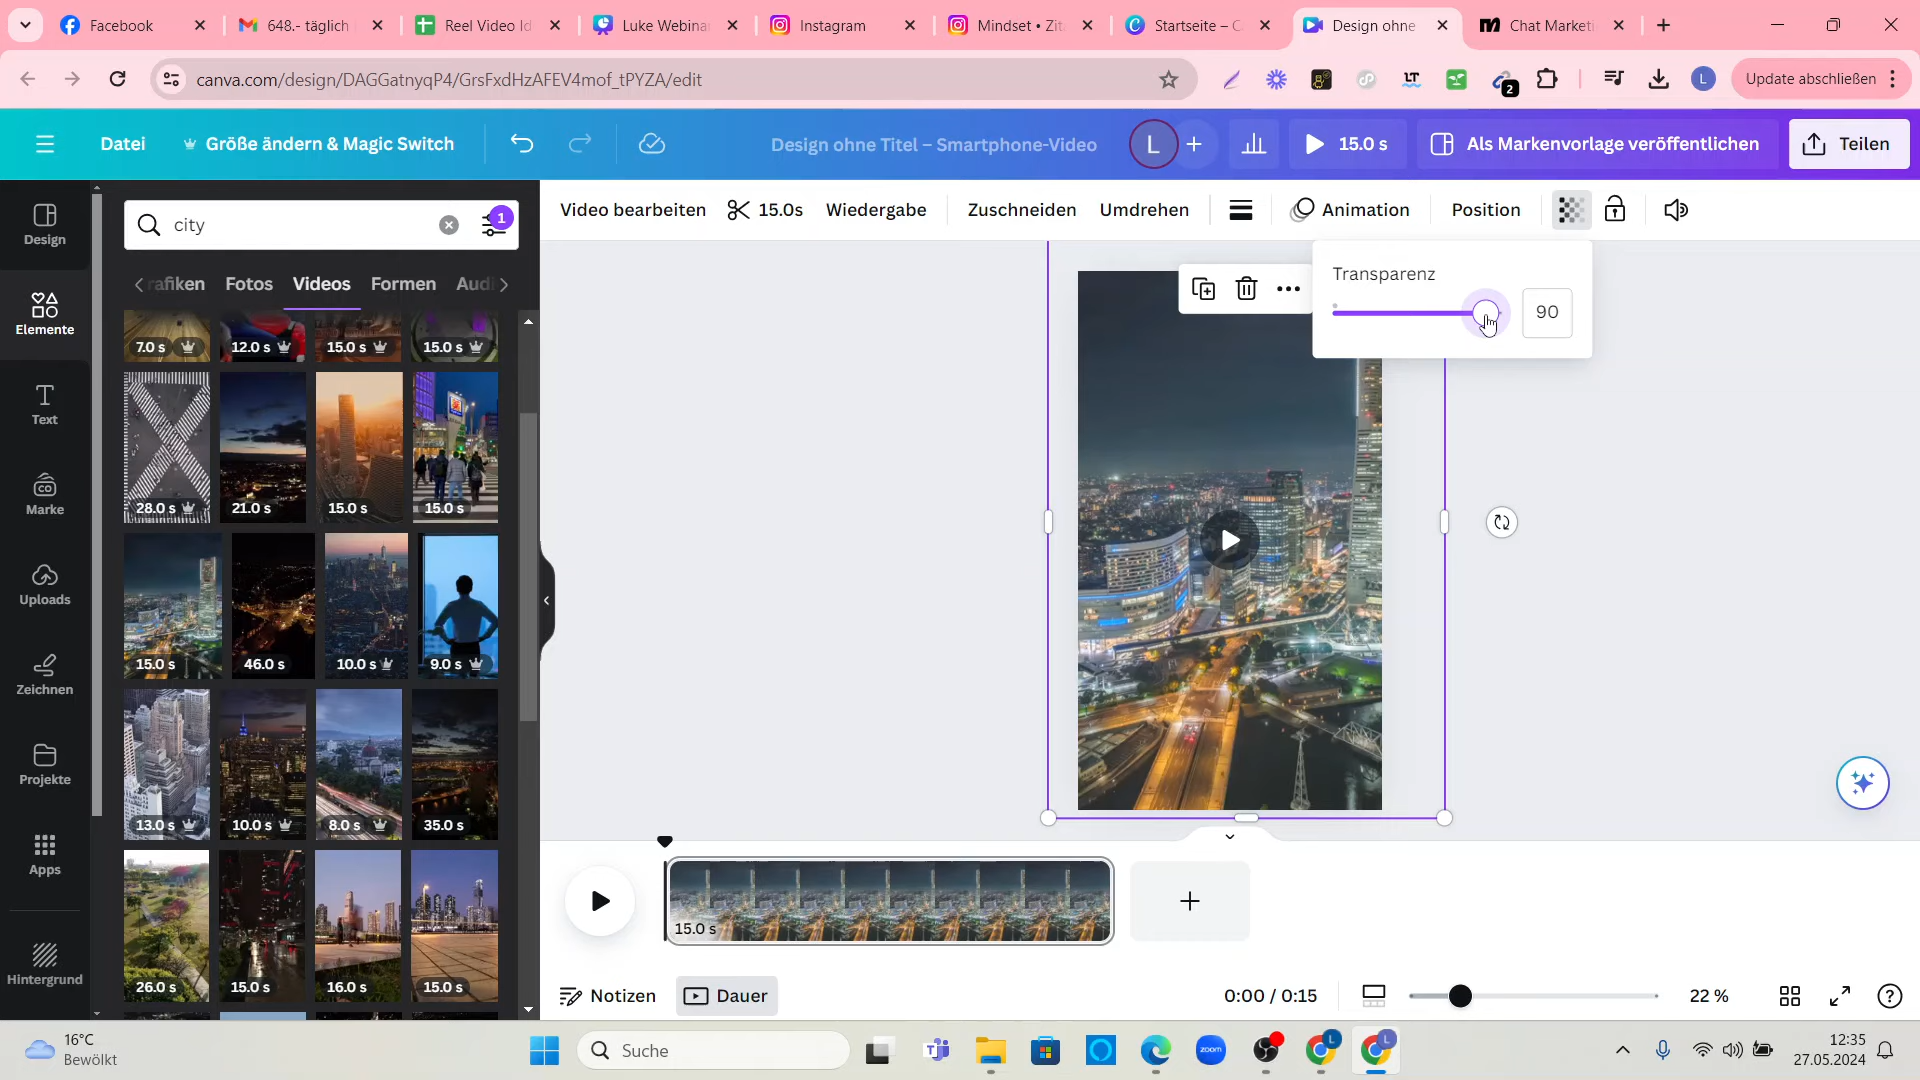 Facebook
648.- täglich
Reel Video Id
Luke Webinar
Instagram
Mindset • Zit
Startseite – C
Design ohne
Chat Marketi
canva.com/design/DAGGatnyqP4/GrsFxdHzAFEV4mof_tPYZA/edit
LT
2
L
Update abschließen
Datei
Größe ändern & Magic Switch
Design ohne Titel – Smartphone-Video
L
15.0 s
Als Markenvorlage veröffentlichen
Teilen
Design
Elemente
Text
Marke
Uploads
Zeichnen
Projekte
Apps
Hintergrund
city
1
rafiken
Fotos
Videos
Formen
Audi
7.0 s
12.0 s
15.0 s
15.0 s
28.0 s
21.0 s
15.0 s
15.0 s
15.0 s
46.0 s
10.0 s
9.0 s
13.0 s
10.0 s
8.0 s
35.0 s
26.0 s
15.0 s
16.0 s
15.0 s
Video bearbeiten
15.0s
Wiedergabe
Zuschneiden
Umdrehen
Animation
Position
Transparenz
90
15.0 s
Notizen
Dauer
0:00 / 0:15
22 %
16°C
Bewölkt
Suche
zoom
12:35
27.05.2024